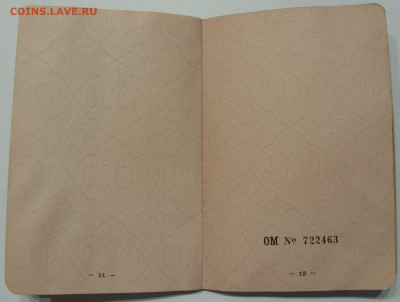 COINS.LAVE.RU
ОМ № 722463
— 11 —
— 12 —